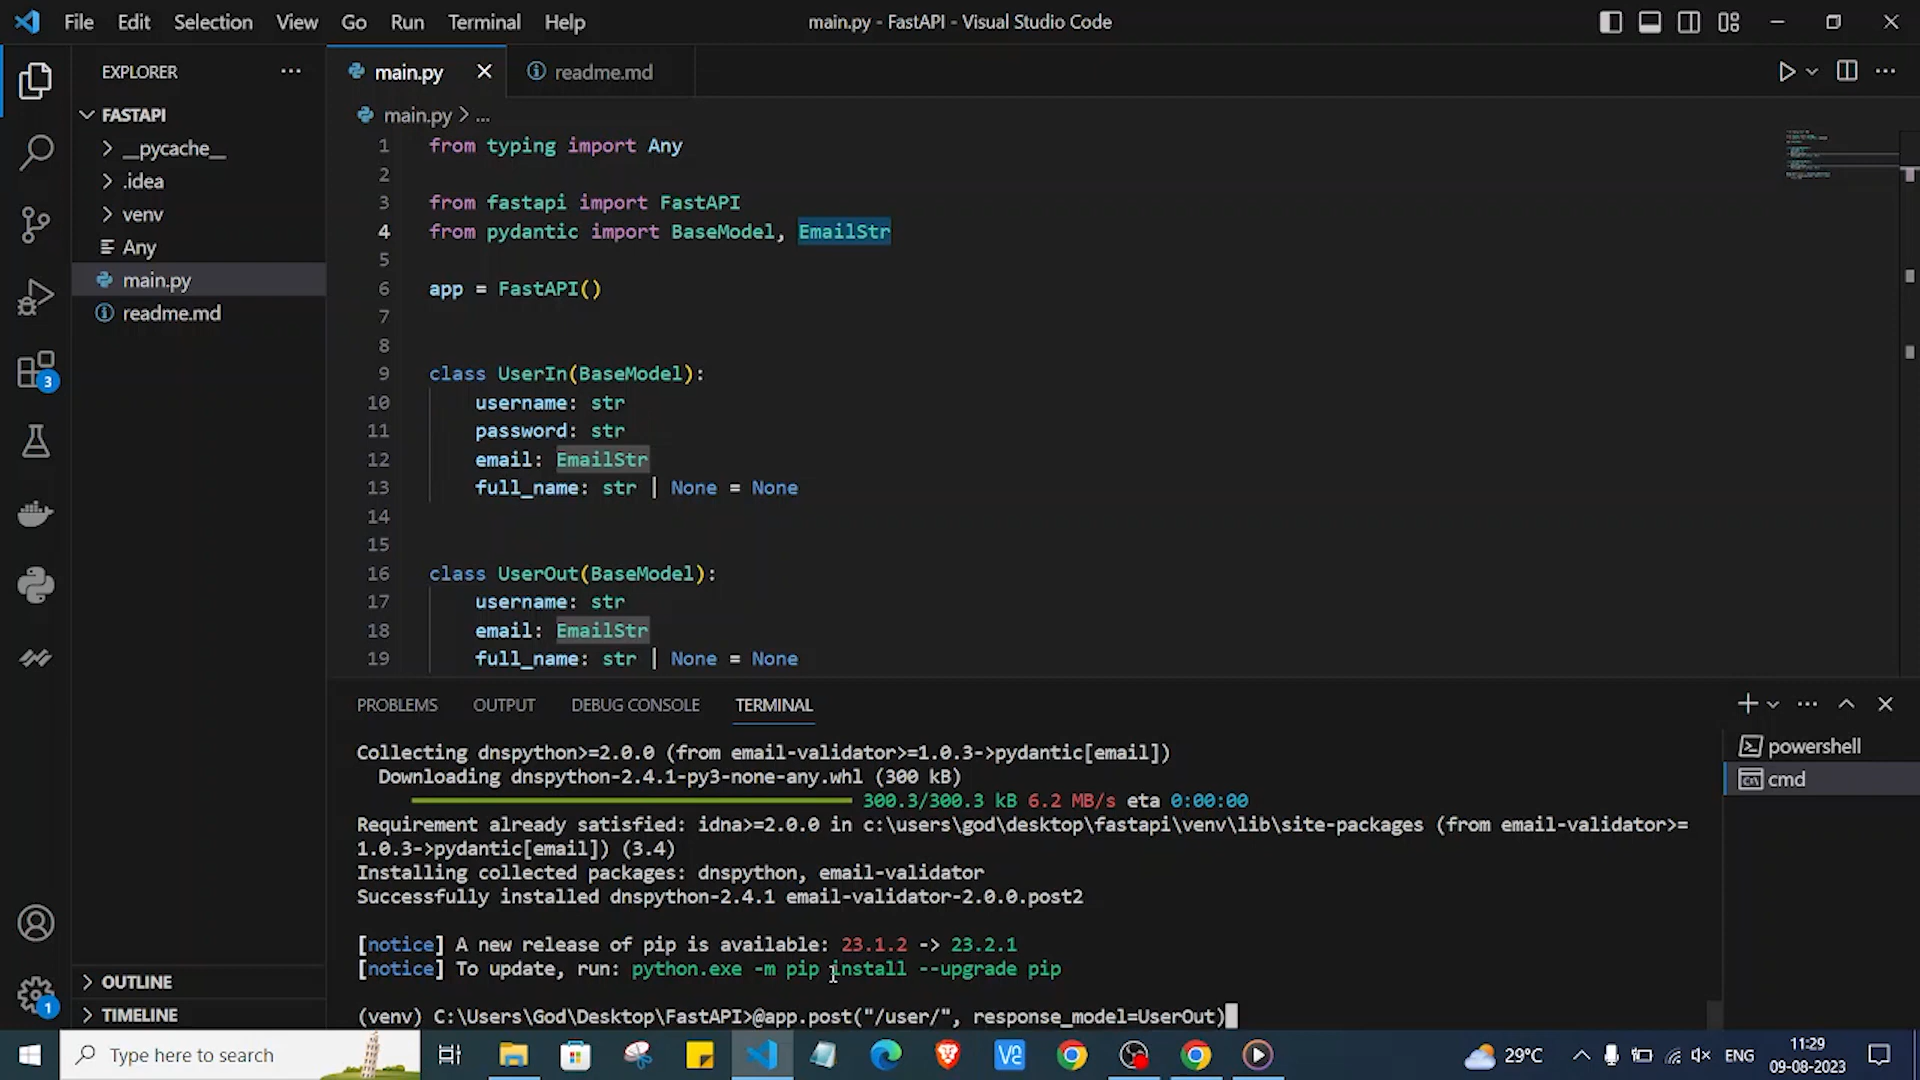 File Edit Selection View Go Run Terminal Help
main.py - FastAPI - Visual Studio Code
EXPLORER
FASTAPI
__pycache__
.idea
venv
Any
main.py
readme.md
OUTLINE
TIMELINE
3
1
main.py
readme.md
main.py > ...
1 from typing import Any
2
3 from fastapi import FastAPI
4 from pydantic import BaseModel, EmailStr
5
6 app = FastAPI()
7
8
9 class UserIn(BaseModel):
10 username: str
11 password: str
12 email: EmailStr
13 full_name: str | None = None
14
15
16 class UserOut(BaseModel):
17 username: str
18 email: EmailStr
19 full_name: str | None = None
PROBLEMS OUTPUT DEBUG CONSOLE TERMINAL
powershell
cmd
Collecting dnspython>=2.0.0 (from email-validator>=1.0.3->pydantic[email])
Downloading dnspython-2.4.1-py3-none-any.whl (300 kB)
300.3/300.3 kB 6.2 MB/s eta 0:00:00
Requirement already satisfied: idna>=2.0.0 in c:\users\god\desktop\fastapi\venv\lib\site-packages (from email-validator>=
1.0.3->pydantic[email]) (3.4)
Installing collected packages: dnspython, email-validator
Successfully installed dnspython-2.4.1 email-validator-2.0.0.post2
[notice] A new release of pip is available: 23.1.2 -> 23.2.1
[notice] To update, run: python.exe -m pip install --upgrade pip
(venv) C:\Users\God\Desktop\FastAPI>@app.post("/user/", response_model=UserOut)
Type here to search
29°C
ENG
11:29
09-08-2023